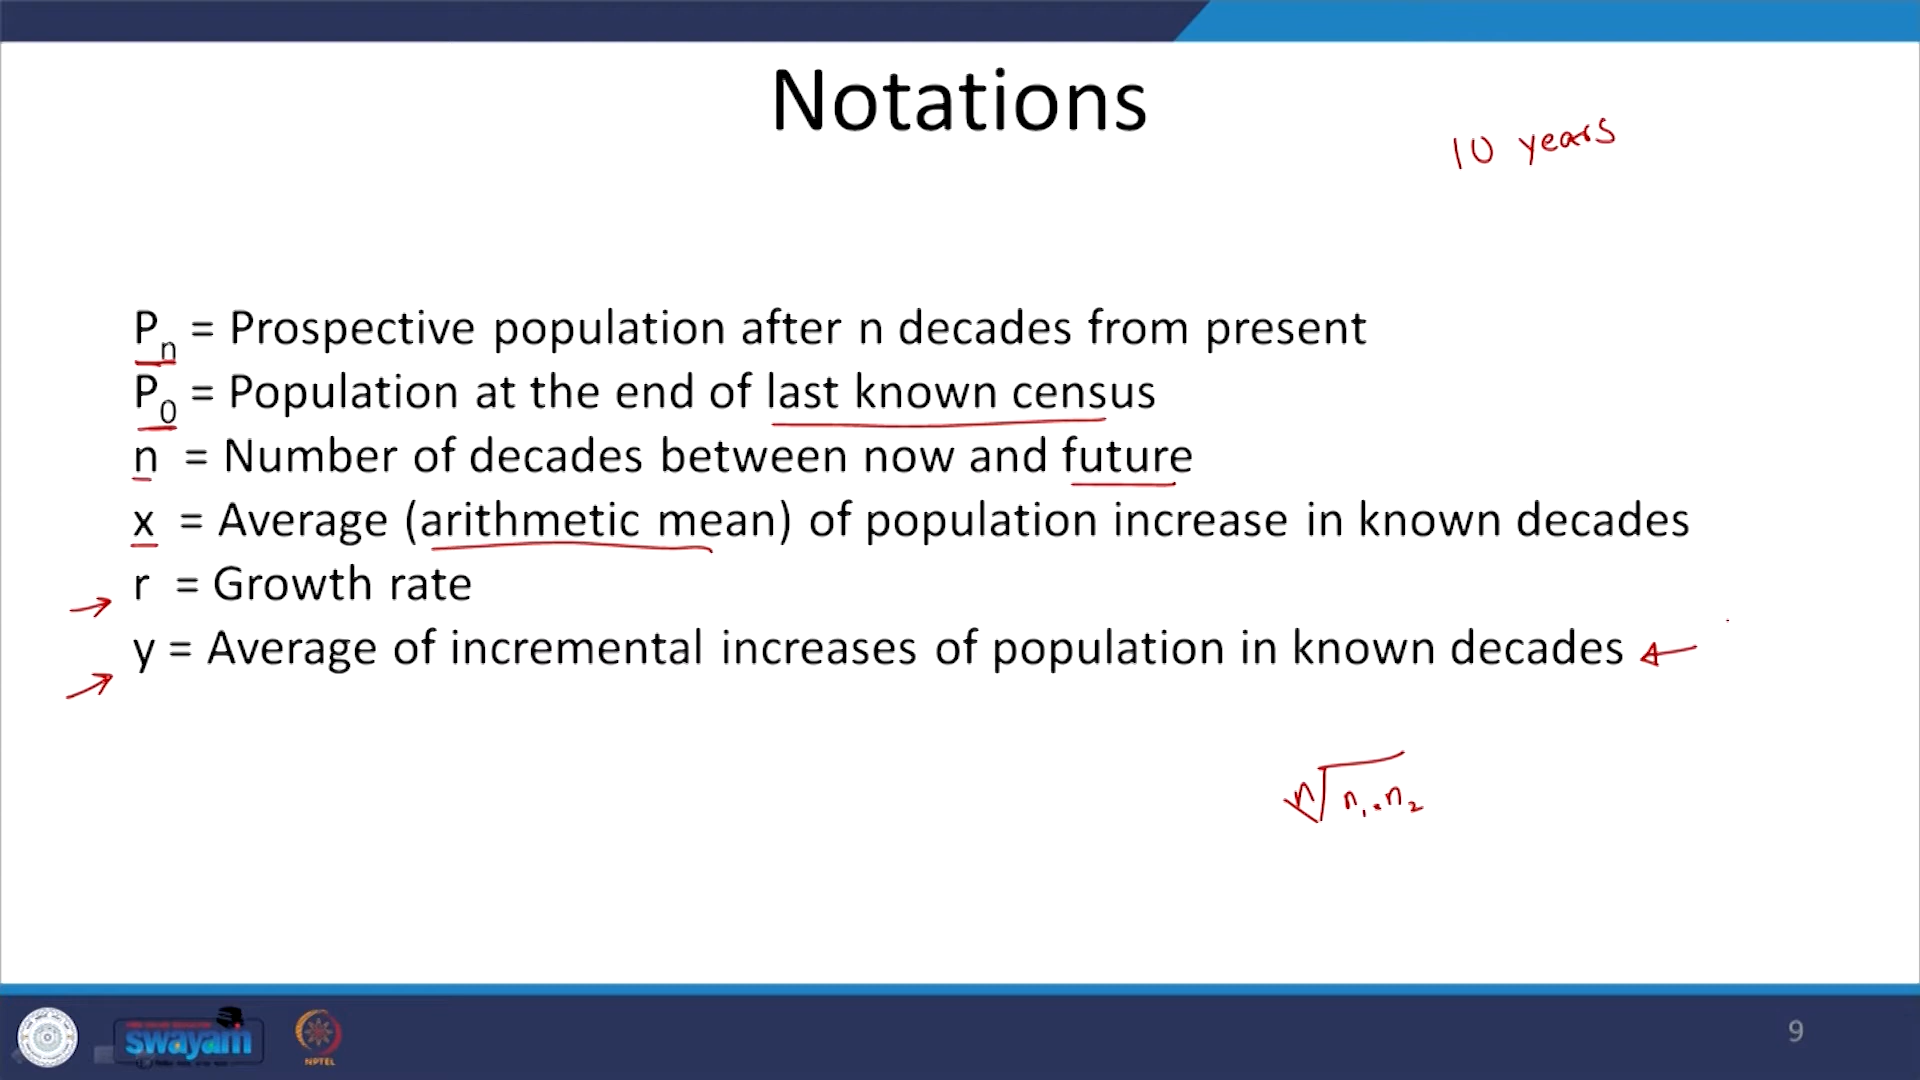 Notations
10 years
Pn = Prospective population after n decades from present
P0 = Population at the end of last known census
n = Number of decades between now and future
x = Average (arithmetic mean) of population increase in known decades
r = Growth rate
y = Average of incremental increases of population in known decades
n√n1.n2
swayam
NPTEL
9